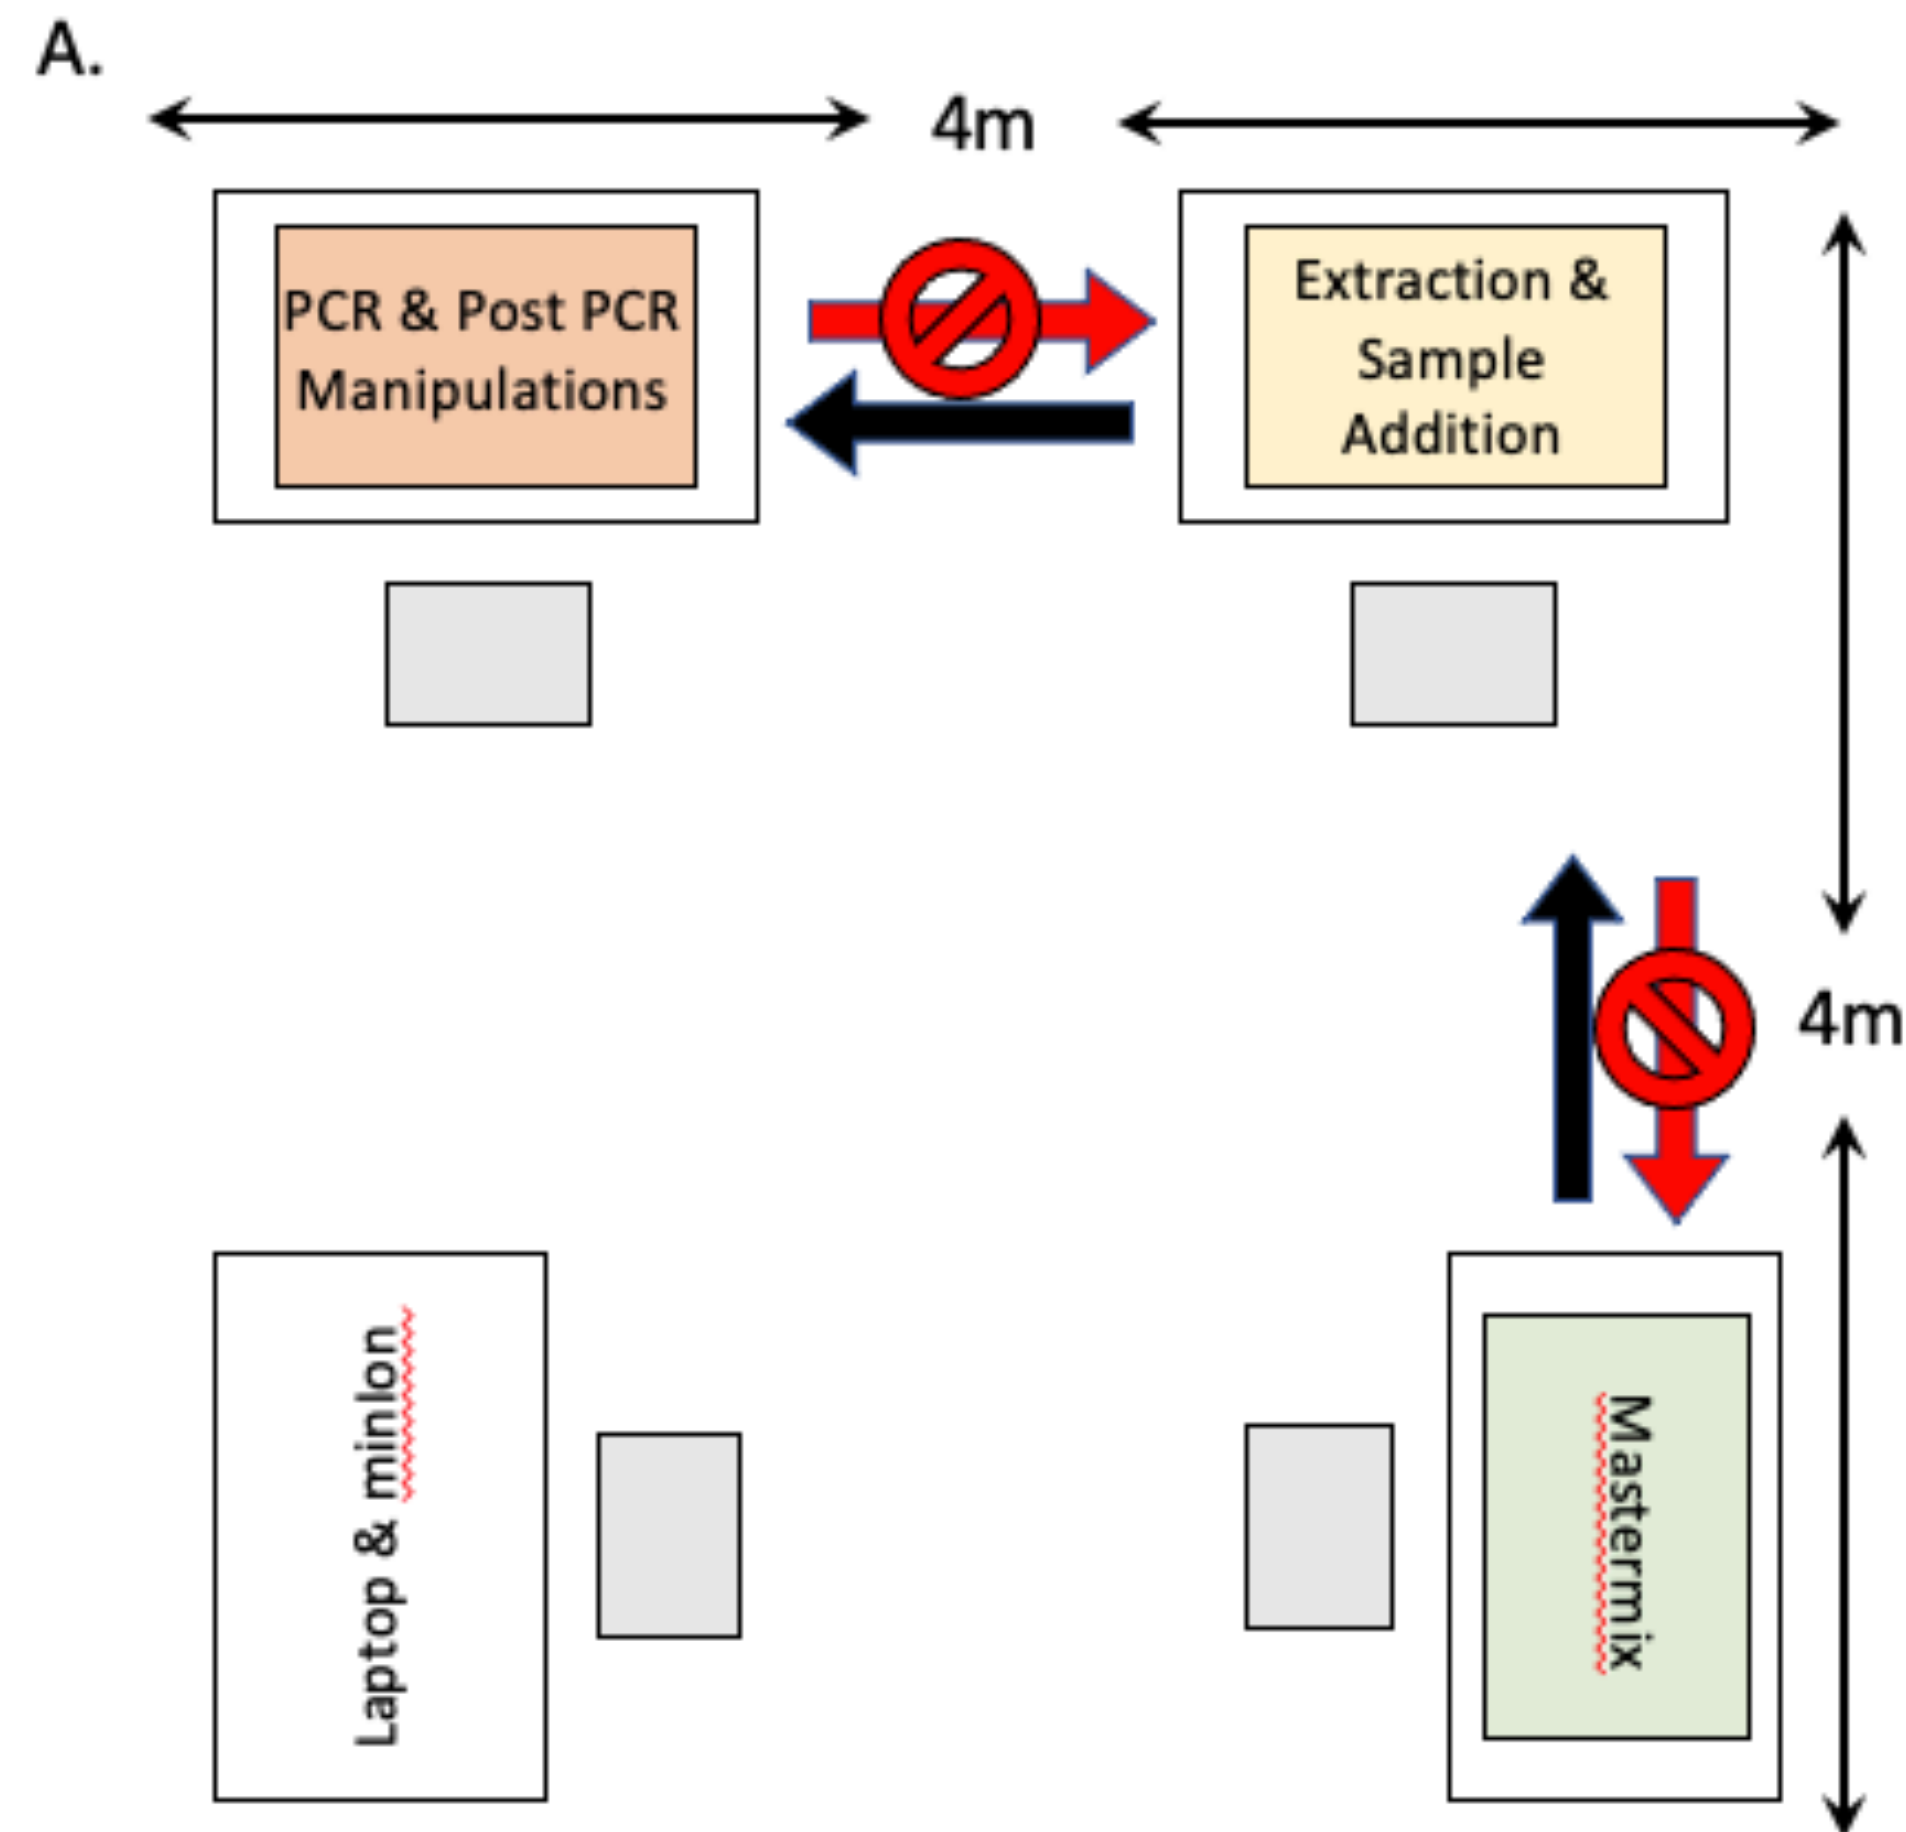 A.
4m
PCR & Post PCR
Manipulations
Extraction &
Sample
Addition
4m
Laptop & minIon
Mastermix